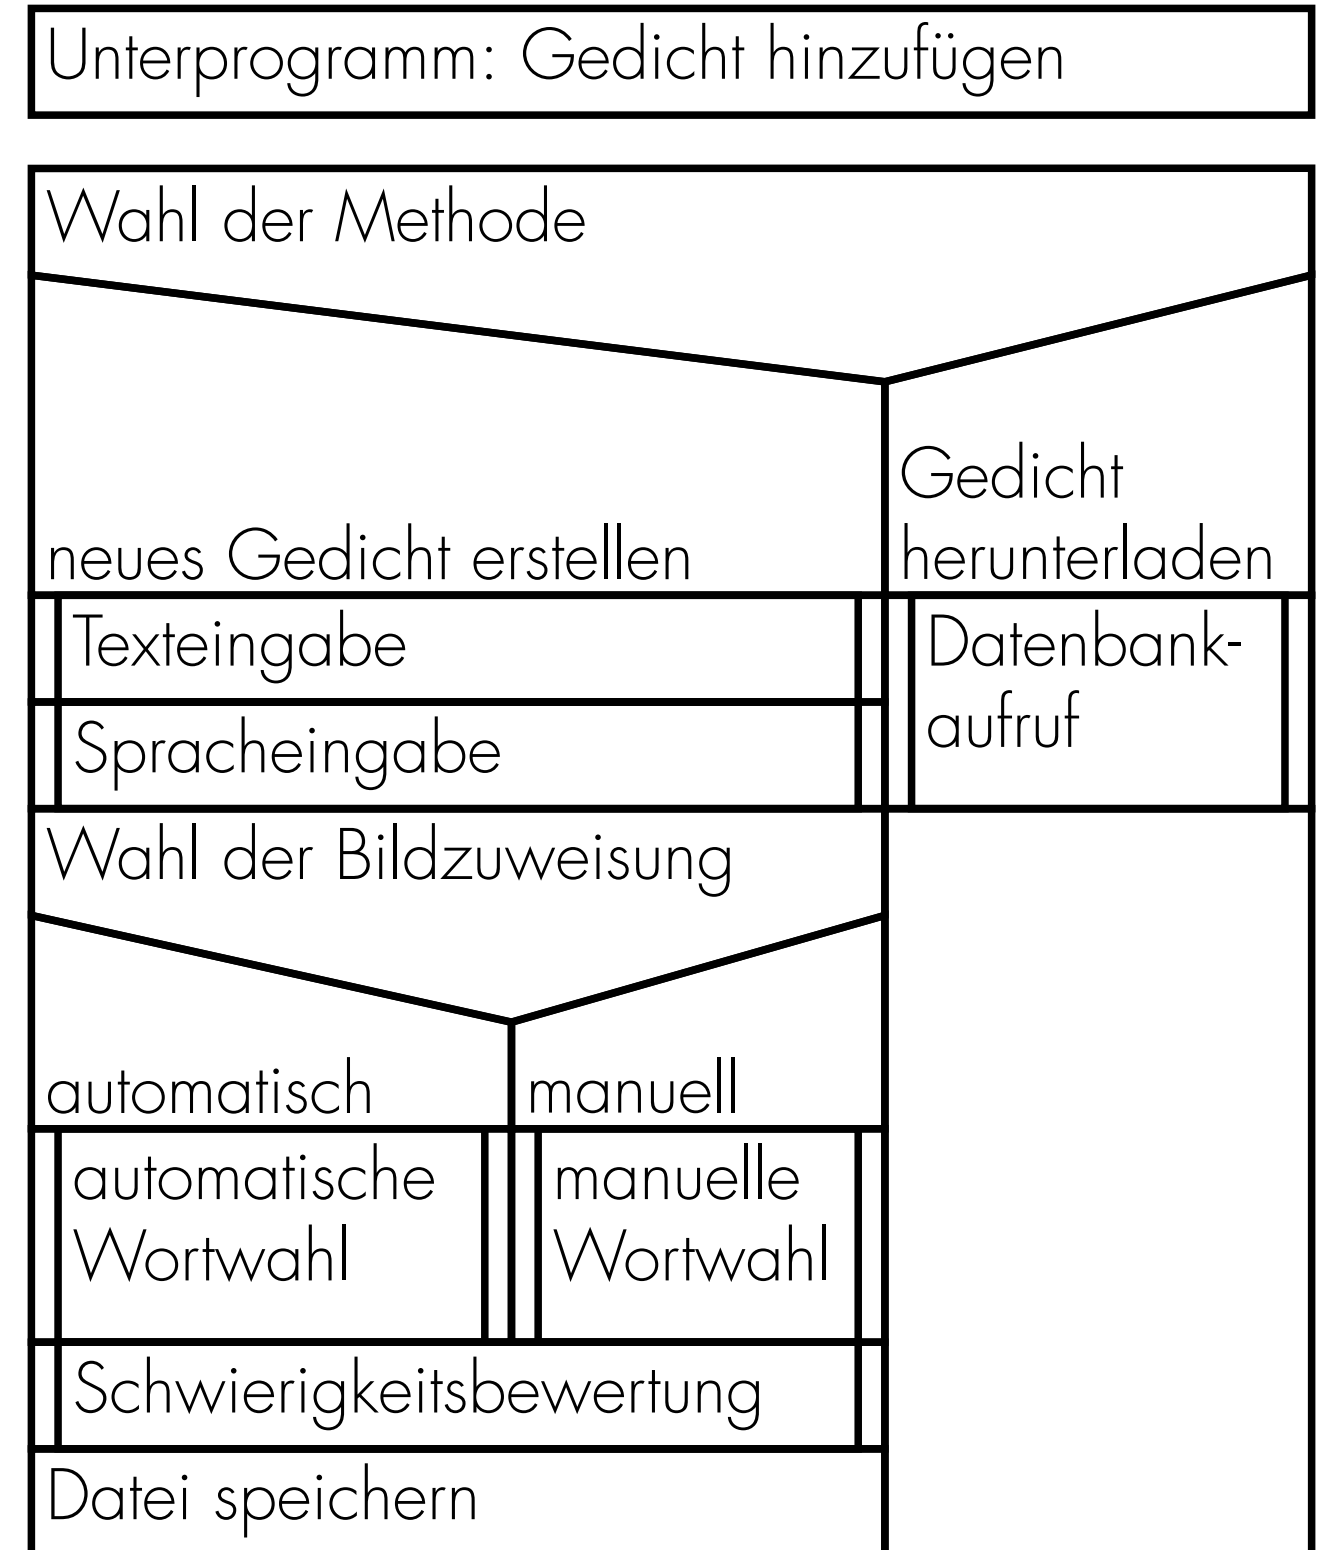 Unterprogramm: Gedicht hinzufügen
Wahl der Methode
neues Gedicht erstellen
Gedicht
herunterladen
Texteingabe
Spracheingabe
Datenbank-
aufruf
Wahl der Bildzuweisung
automatisch
manuell
automatische
Wortwahl
manuelle
Wortwahl
Schwierigkeitsbewertung
Datei speichern